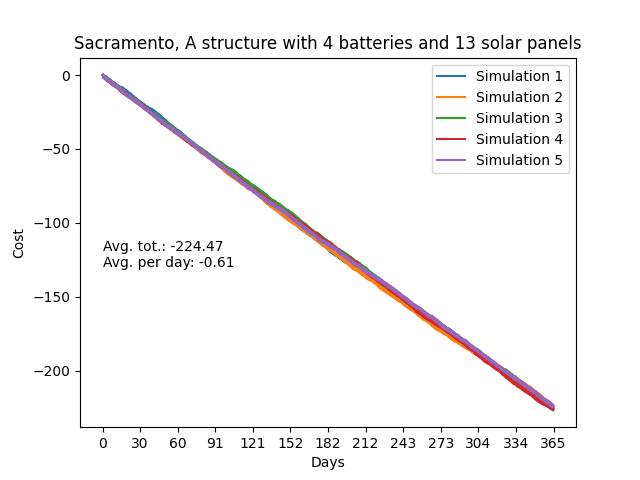 Sacramento, A structure with 4 batteries and 13 solar panels
Simulation 1
Simulation 2
Simulation 3
Simulation 4
Simulation 5
0
−50
−100
−150
−200
Cost
Avg. tot.: -224.47
Avg. per day: -0.61
0 30 60 91 121 152 182 212 243 273 304 334 365
Days